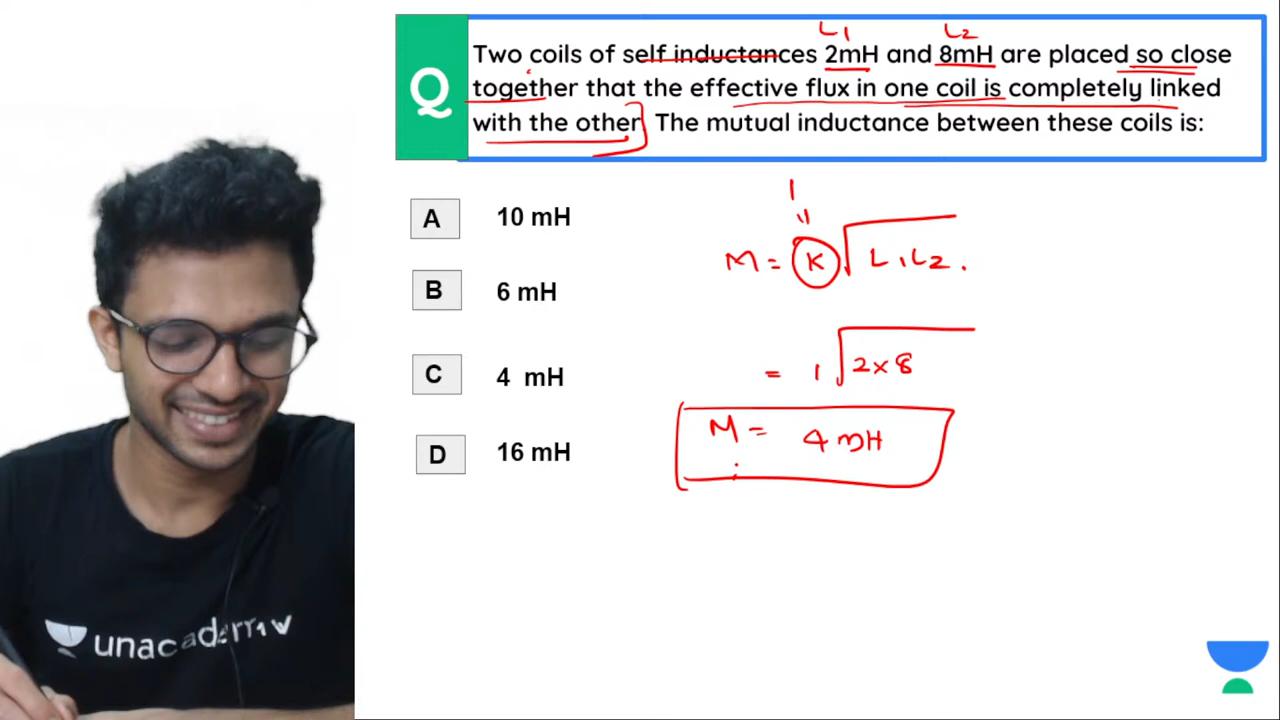 L1 L2
Q
Two coils of self inductances 2mH and 8mH are placed so close
together that the effective flux in one coil is completely linked
with the other. The mutual inductance between these coils is:
A 10 mH
B 6 mH
C 4 mH
D 16 mH
1
"
M = K √L1L2.
= 1 √2×8
M = 4mH
unacademy